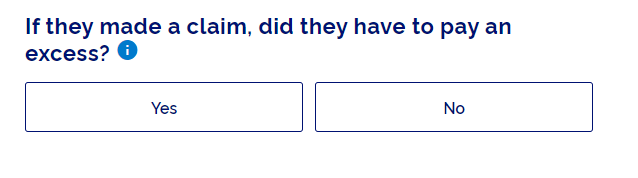 If they made a claim, did they have to pay an
excess? i
Yes
No